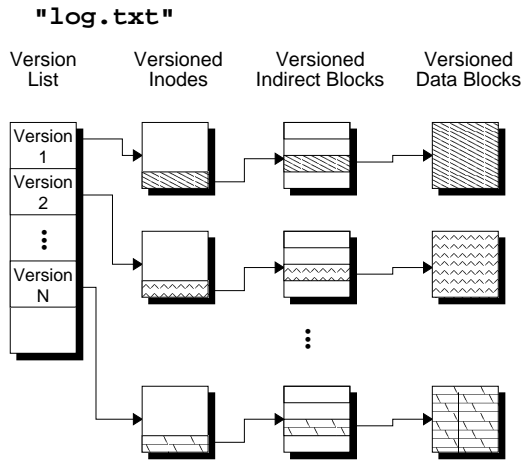 "log.txt"
Version
List
Versioned
Inodes
Versioned
Indirect Blocks
Versioned
Data Blocks
Version
1
Version
2
Version
N